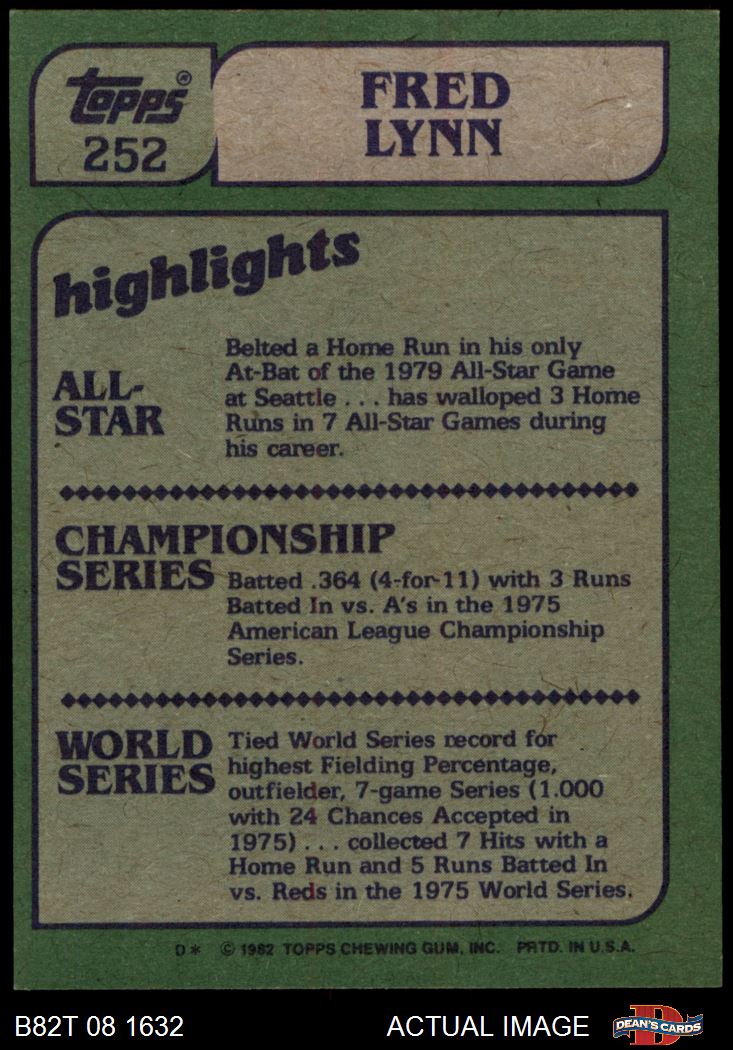 Topps®
252
FRED
LYNN
highlights
ALL-
STAR
Belted a Home Run in his only
At-Bat of the 1979 All-Star Game
at Seattle . . . has walloped 3 Home
Runs in 7 All-Star Games during
his career.
CHAMPIONSHIP
SERIES
Batted .364 (4-for-11) with 3 Runs
Batted In vs. A's in the 1975
American League Championship
Series.
WORLD
SERIES
Tied World Series record for
highest Fielding Percentage,
outfielder, 7-game Series (1.000
with 24 Chances Accepted in
1975) . . . collected 7 Hits with a
Home Run and 5 Runs Batted In
vs. Reds in the 1975 World Series.
D* © 1982 TOPPS CHEWING GUM, INC. PRTD. IN U.S.A.
B82T 08 1632
ACTUAL IMAGE
D
DEAN'S CARDS